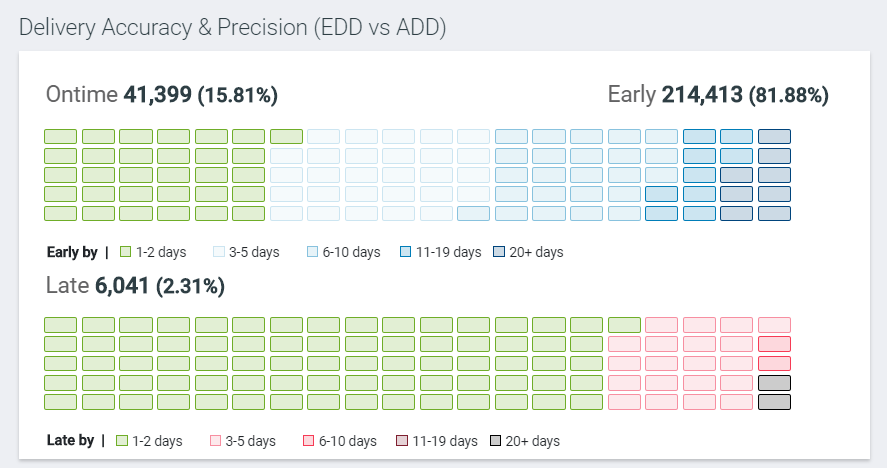 Delivery Accuracy & Precision (EDD vs ADD)
Ontime 41,399 (15.81%) Early 214,413 (81.88%)
Early by | 1-2 days 3-5 days 6-10 days 11-19 days 20+ days
Late 6,041 (2.31%)
Late by | 1-2 days 3-5 days 6-10 days 11-19 days 20+ days